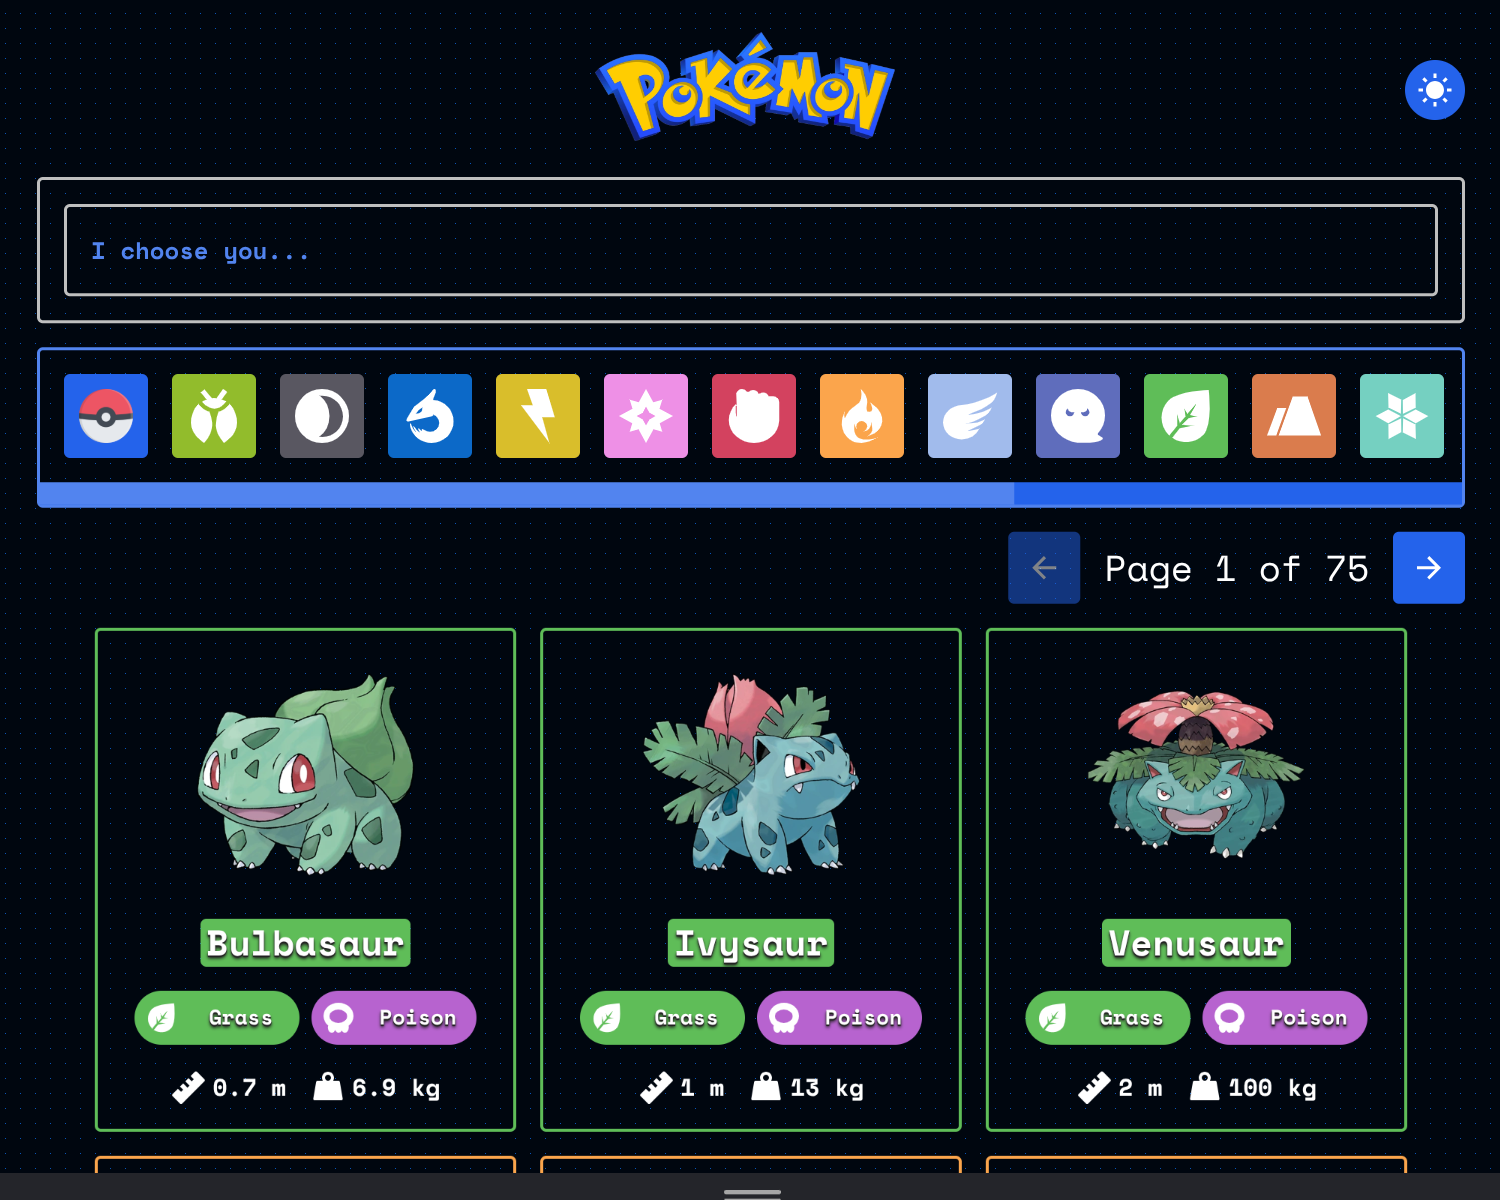 Pokémon
I choose you...
Page 1 of 75
Bulbasaur
Grass Poison
0.7 m 6.9 kg
Ivysaur
Grass Poison
1 m 13 kg
Venusaur
Grass Poison
2 m 100 kg